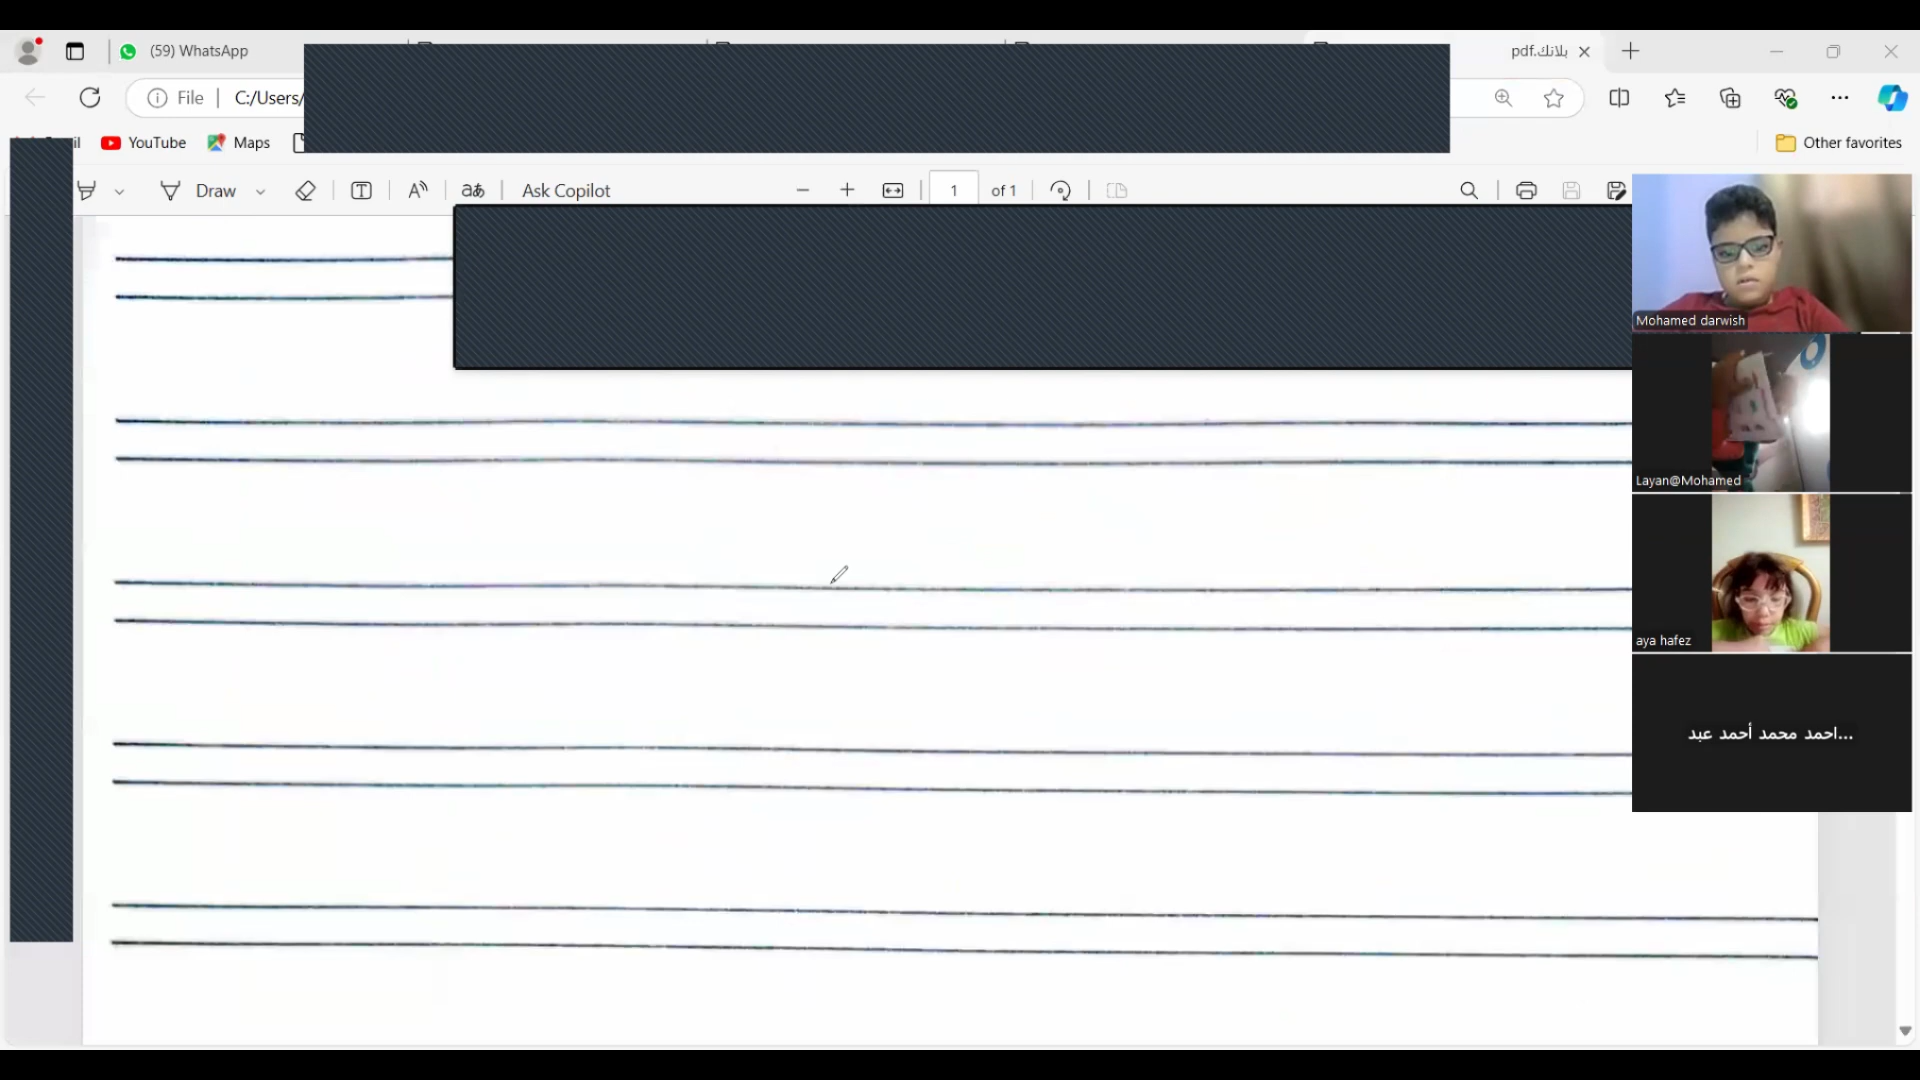 (59) WhatsApp
بلانك.pdf
File
C:/Users/
YouTube
Maps
Other favorites
Draw
Ask Copilot
1
of 1
Mohamed darwish
Layan@Mohamed
aya hafez
احمد محمد أحمد عبد...